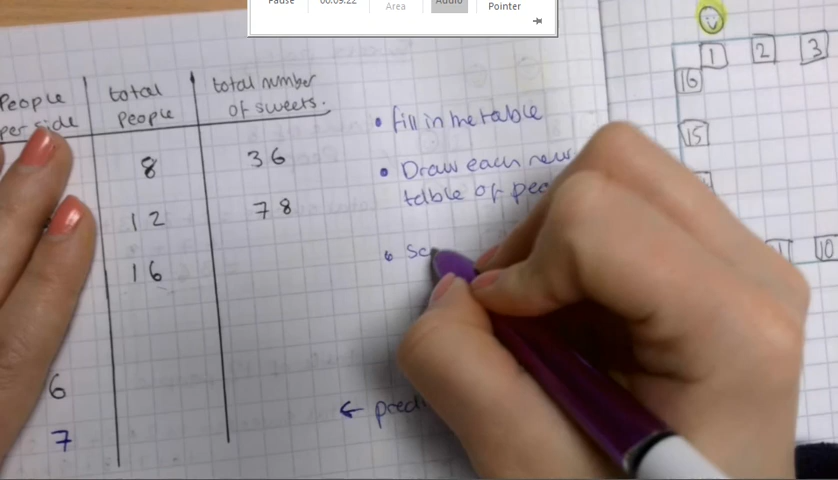 Pause 00:09:22 Area Audio Pointer
People per side
total people
total number of sweets.
8 36
12 78
16
6
7
• fill in the table
• Draw each new
table of
•
←
1 2 3
16
15
10